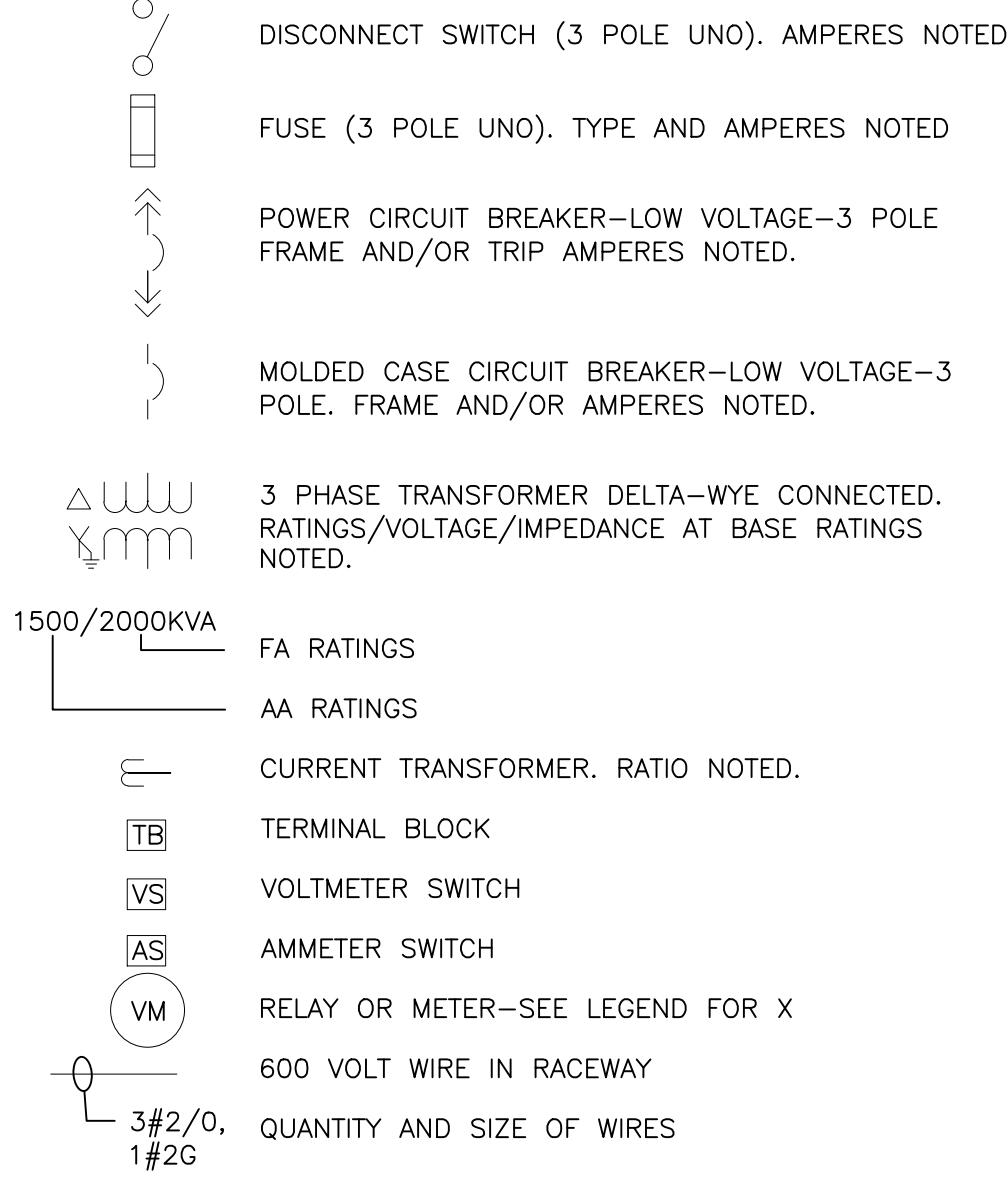 DISCONNECT SWITCH (3 POLE UNO). AMPERES NOTED
FUSE (3 POLE UNO). TYPE AND AMPERES NOTED
POWER CIRCUIT BREAKER-LOW VOLTAGE-3 POLE
FRAME AND/OR TRIP AMPERES NOTED.
MOLDED CASE CIRCUIT BREAKER-LOW VOLTAGE-3
POLE. FRAME AND/OR AMPERES NOTED.
3 PHASE TRANSFORMER DELTA-WYE CONNECTED.
RATINGS/VOLTAGE/IMPEDANCE AT BASE RATINGS
NOTED.
1500/2000KVA
FA RATINGS
AA RATINGS
CURRENT TRANSFORMER. RATIO NOTED.
TB TERMINAL BLOCK
VS VOLTMETER SWITCH
AS AMMETER SWITCH
VM RELAY OR METER-SEE LEGEND FOR X
600 VOLT WIRE IN RACEWAY
3#2/0, QUANTITY AND SIZE OF WIRES
1#2G